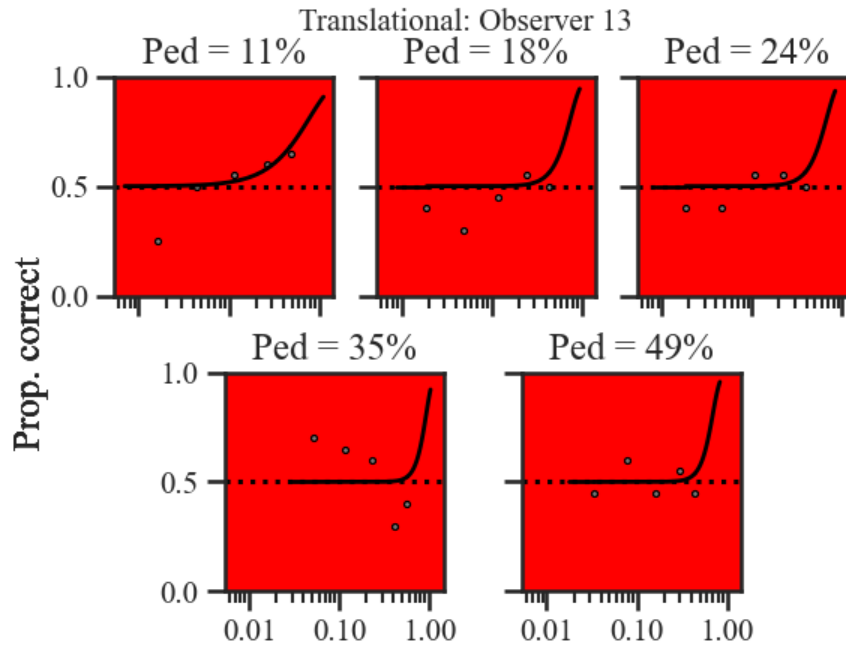 Translational: Observer 13
Ped = 11%
Ped = 18%
Ped = 24%
1.0
0.5
0.0
Prop. correct
Ped = 35%
Ped = 49%
1.0
0.5
0.0
0.01 0.10 1.00
0.01 0.10 1.00